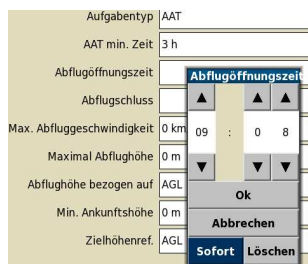 Aufgabentyp AAT
AAT min. Zeit 3 h
Abflugöffnungszeit
Abflugschluss
Max. Abfluggeschwindigkeit 0 km
Maximal Abflughöhe 0 m
Abflughöhe bezogen auf AGL
Min. Ankunftshöhe 0 m
Zielhöhenref. AGL
Abflugöffnungszeit
▲ ▲ ▲
09 : 0 8
▼ ▼ ▼
Ok
Abbrechen
Sofort Löschen